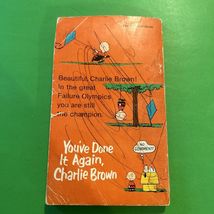 Beautiful, Charlie Brown!
In the great
Failure Olympics
you are still
the champion.
NO
COMMENT!
You've Done
It Again,
Charlie Brown